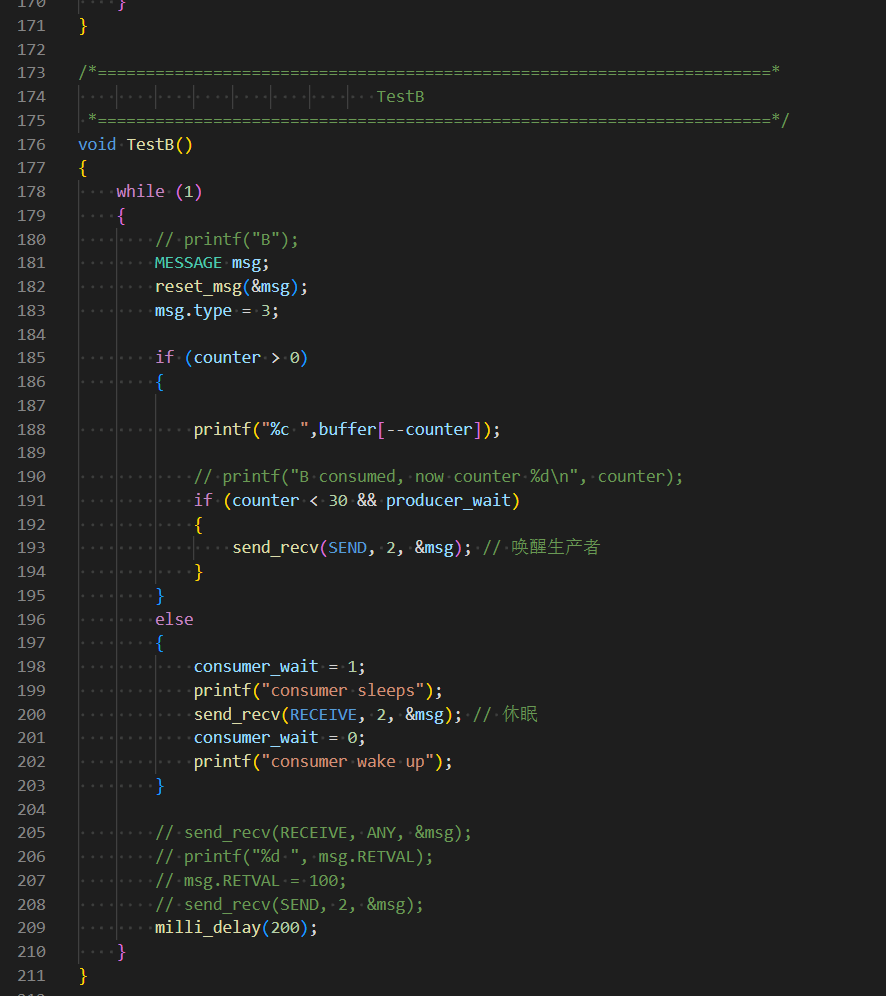 170 }
171 }
172
173 /*======================================================================*
174 TestB
175 *======================================================================*/
176 void TestB()
177 {
178 while (1)
179 {
180 // printf("B");
181 MESSAGE msg;
182 reset_msg(&msg);
183 msg.type = 3;
184
185 if (counter > 0)
186 {
187
188 printf("%c ",buffer[--counter]);
189
190 // printf("B consumed, now counter %d\n", counter);
191 if (counter < 30 && producer_wait)
192 {
193 send_recv(SEND, 2, &msg); // 唤醒生产者
194 }
195 }
196 else
197 {
198 consumer_wait = 1;
199 printf("consumer sleeps");
200 send_recv(RECEIVE, 2, &msg); // 休眠
201 consumer_wait = 0;
202 printf("consumer wake up");
203 }
204
205 // send_recv(RECEIVE, ANY, &msg);
206 // printf("%d ", msg.RETVAL);
207 // msg.RETVAL = 100;
208 // send_recv(SEND, 2, &msg);
209 milli_delay(200);
210 }
211 }